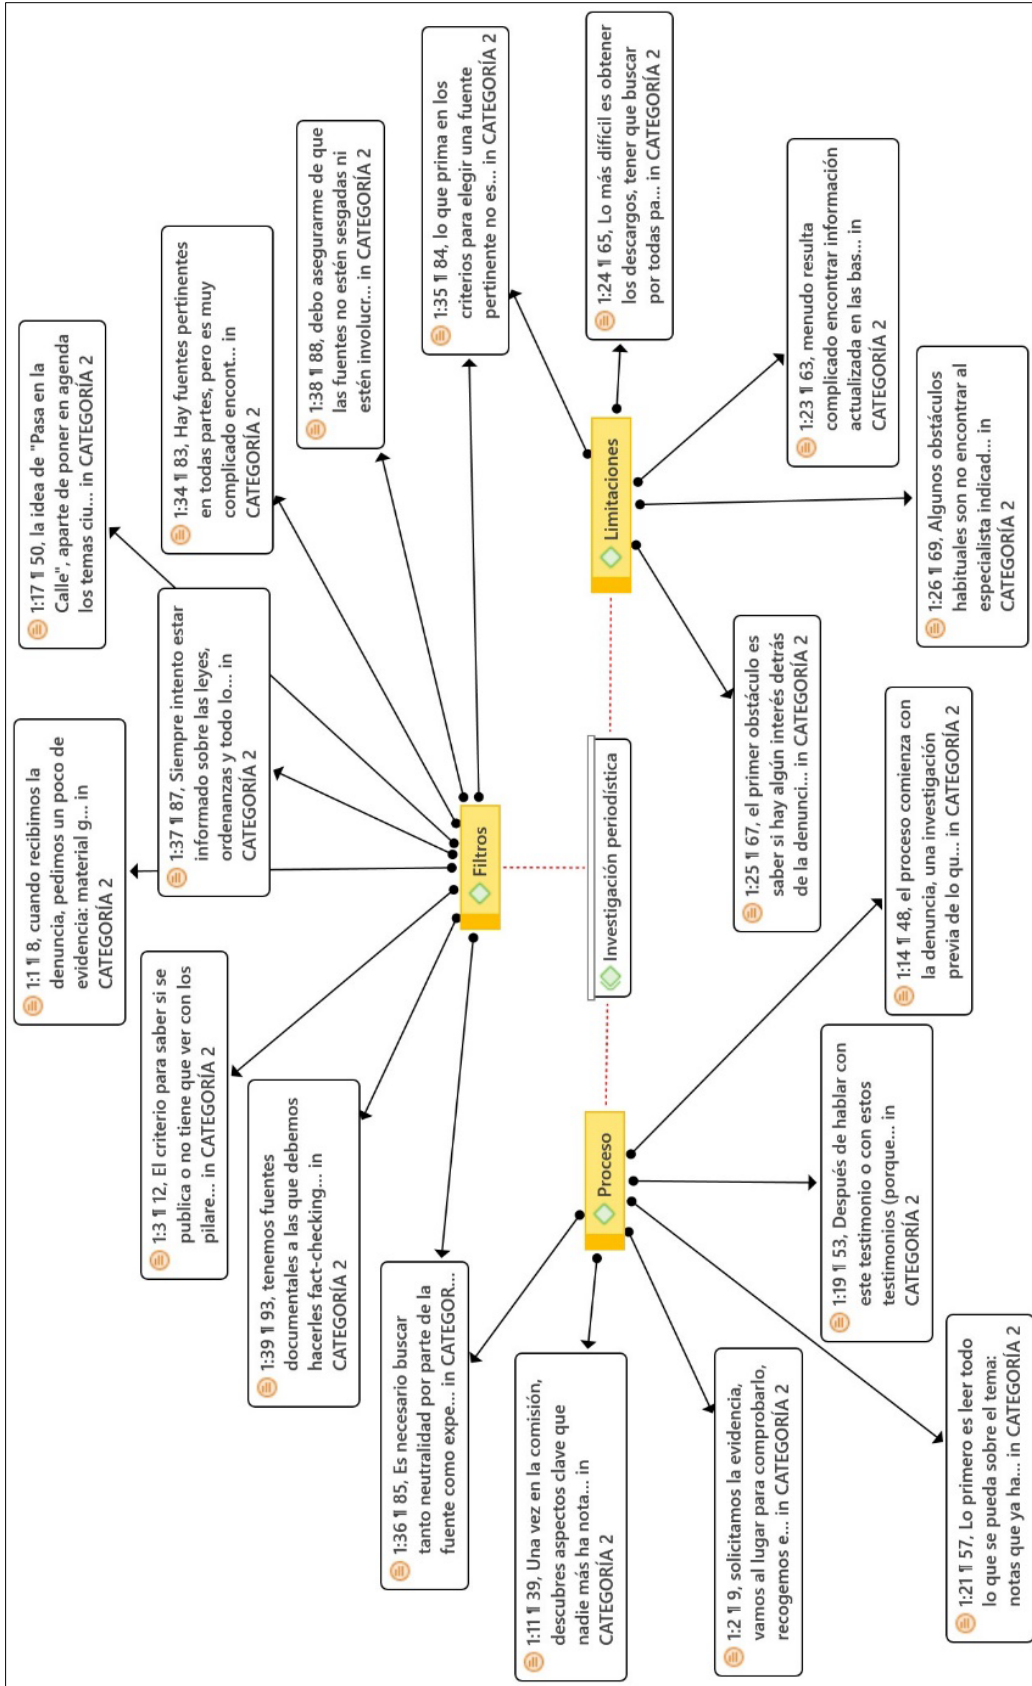 1:36 ¶ 85, Es necesario buscar
tanto neutralidad por parte de la
fuente como expe... in CATEGOR...
1:39 ¶ 93, tenemos fuentes
documentales a las que debemos
hacerles fact-checking... in
CATEGORÍA 2
1:3 ¶ 12, El criterio para saber si se
publica o no tiene que ver con los
pilare... in CATEGORÍA 2
1:1 ¶ 8, cuando recibimos la
denuncia, pedimos un poco de
evidencia: material g... in
CATEGORÍA 2
1:37 ¶ 87, Siempre intento estar
informado sobre las leyes,
ordenanzas y todo lo... in
CATEGORÍA 2
1:17 ¶ 50, la idea de "Pasa en la
Calle", aparte de poner en agenda
los temas ciu... in CATEGORÍA 2
1:34 ¶ 83, Hay fuentes pertinentes
en todas partes, pero es muy
complicado encont... in
CATEGORÍA 2
1:38 ¶ 88, debo asegurarme de que
las fuentes no estén sesgadas ni
estén involucr... in CATEGORÍA 2
1:35 ¶ 84, lo que prima en los
criterios para elegir una fuente
pertinente no es... in CATEGORÍA 2
Filtros
1:11 ¶ 39, Una vez en la comisión,
descubres aspectos clave que
nadie más ha nota... in
CATEGORÍA 2
Proceso
Investigación periodística
Limitaciones
1:24 ¶ 65, Lo más difícil es obtener
los descargos, tener que buscar
por todas pa... in CATEGORÍA 2
1:2 ¶ 9, solicitamos la evidencia,
vamos al lugar para comprobarlo,
recogemos e... in CATEGORÍA 2
1:21 ¶ 57, Lo primero es leer todo
lo que se pueda sobre el tema:
notas que ya ha... in CATEGORÍA 2
1:19 ¶ 53, Después de hablar con
este testimonio o con estos
testimonios (porque... in
CATEGORÍA 2
1:14 ¶ 48, el proceso comienza con
la denuncia, una investigación
previa de lo qu... in CATEGORÍA 2
1:25 ¶ 67, el primer obstáculo es
saber si hay algún interés detrás
de la denunci... in CATEGORÍA 2
1:23 ¶ 63, menudo resulta
complicado encontrar información
actualizada en las bas... in
CATEGORÍA 2
1:26 ¶ 69, Algunos obstáculos
habituales son no encontrar al
especialista indicad... in
CATEGORÍA 2